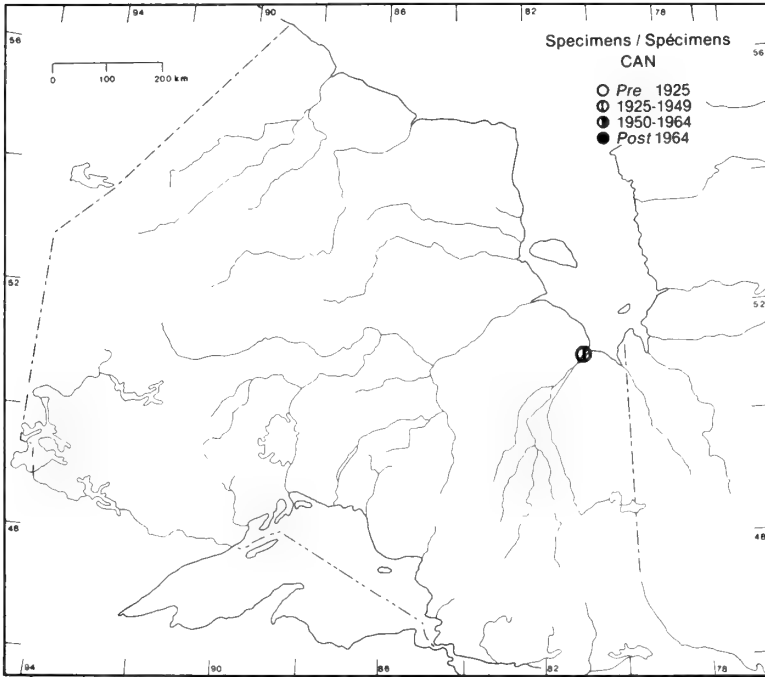 94 90 86 82 78
56
Specimens / Spécimens
56
CAN
0 100 200 km
Pre 1925
1925-1949
1950-1964
Post 1964
52
52
48
48
94 90 86 82 78